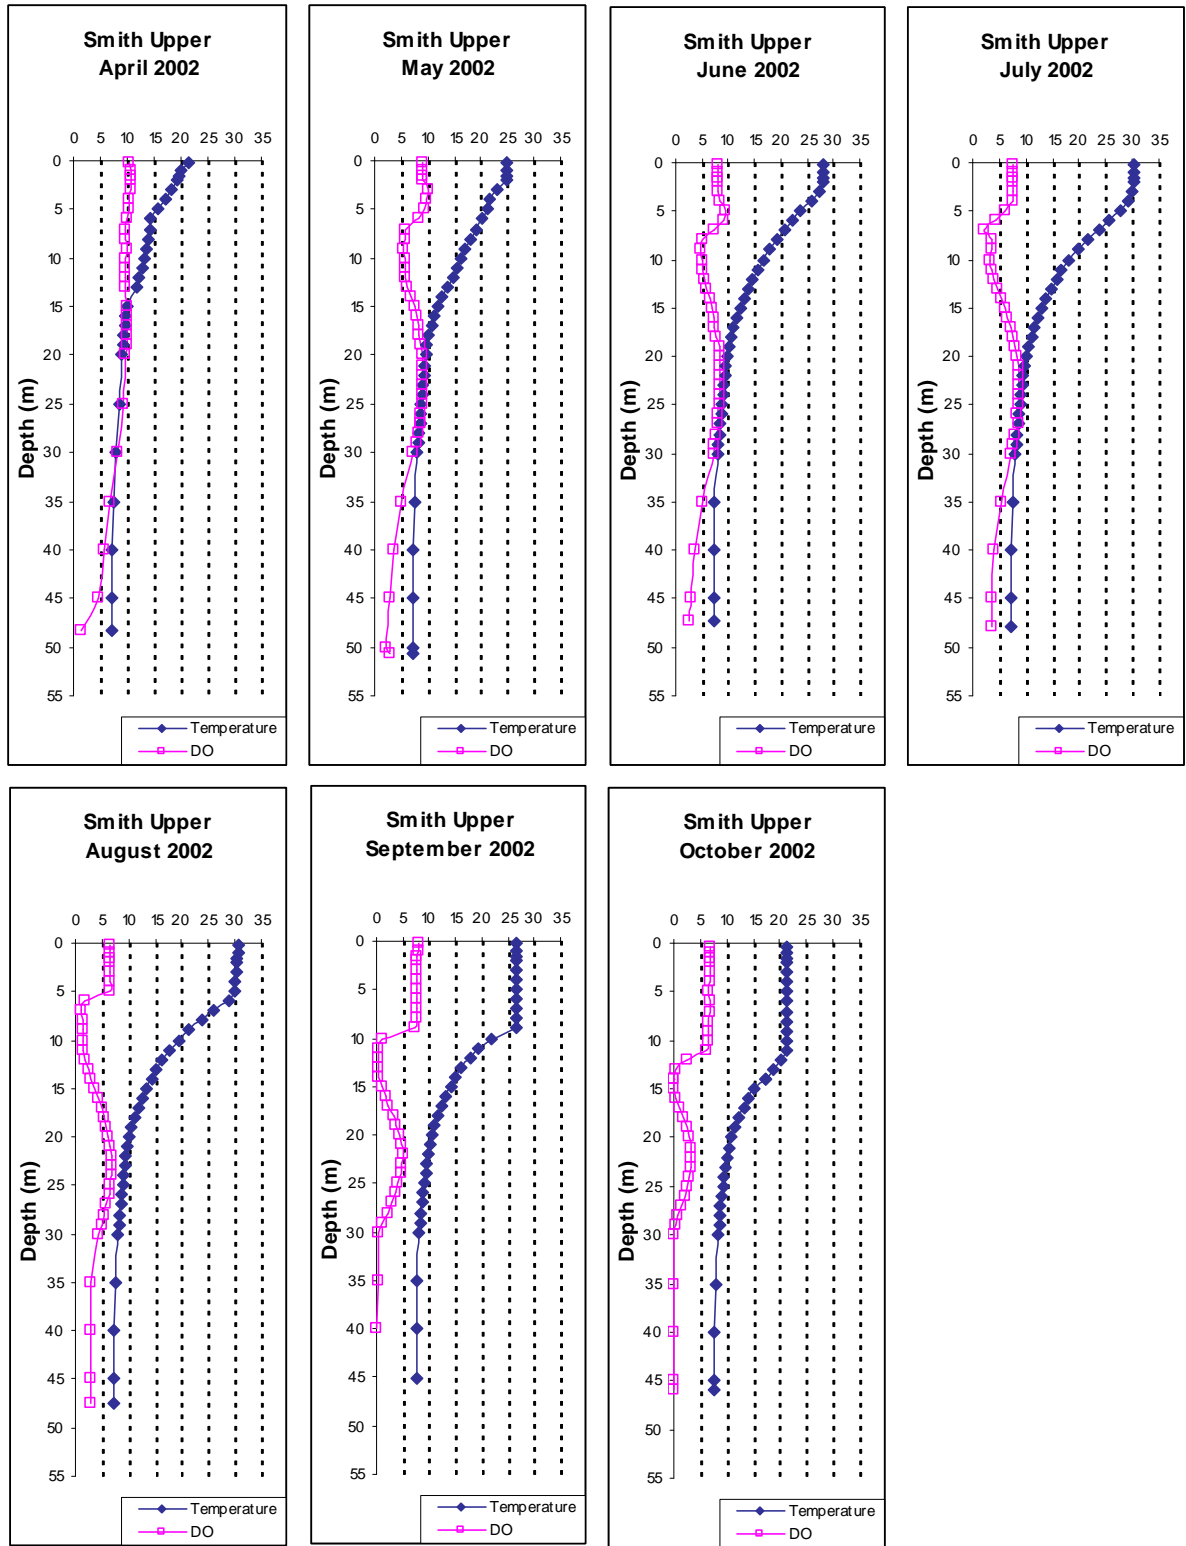 Smith Upper
April 2002
0 5 10 15 20 25 30 35
0
5
10
15
20
25
30
35
40
45
50
55
Depth (m)
Temperature
DO
Smith Upper
May 2002
0 5 10 15 20 25 30 35
0
5
10
15
20
25
30
35
40
45
50
55
Depth (m)
Temperature
DO
Smith Upper
June 2002
0 5 10 15 20 25 30 35
0
5
10
15
20
25
30
35
40
45
50
55
Depth (m)
Temperature
DO
Smith Upper
July 2002
0 5 10 15 20 25 30 35
0
5
10
15
20
25
30
35
40
45
50
55
Depth (m)
Temperature
DO
Smith Upper
August 2002
0 5 10 15 20 25 30 35
0
5
10
15
20
25
30
35
40
45
50
55
Depth (m)
Temperature
DO
Smith Upper
September 2002
0 5 10 15 20 25 30 35
0
5
10
15
20
25
30
35
40
45
50
55
Depth (m)
Temperature
DO
Smith Upper
October 2002
0 5 10 15 20 25 30 35
0
5
10
15
20
25
30
35
40
45
50
55
Depth (m)
Temperature
DO